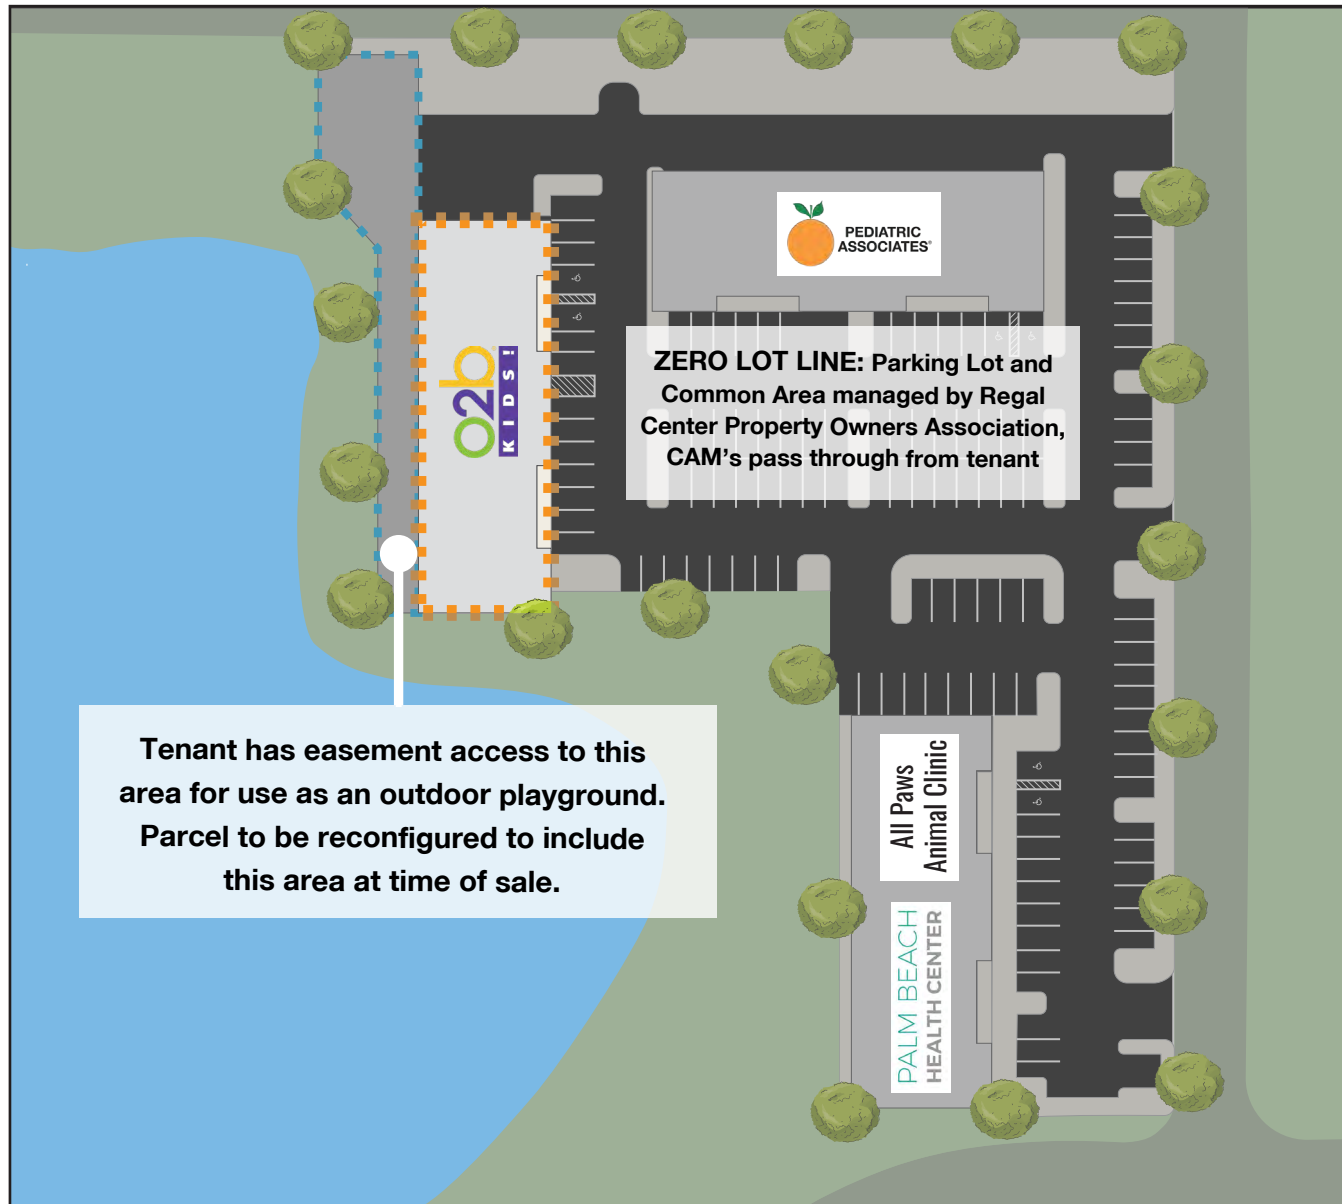 PEDIATRIC
ASSOCIATES®
o2b
KIDS!
ZERO LOT LINE: Parking Lot and
Common Area managed by Regal
Center Property Owners Association,
CAM's pass through from tenant
Tenant has easement access to this
area for use as an outdoor playground.
Parcel to be reconfigured to include
this area at time of sale.
All Paws
Animal Clinic
PALM BEACH
HEALTH CENTER